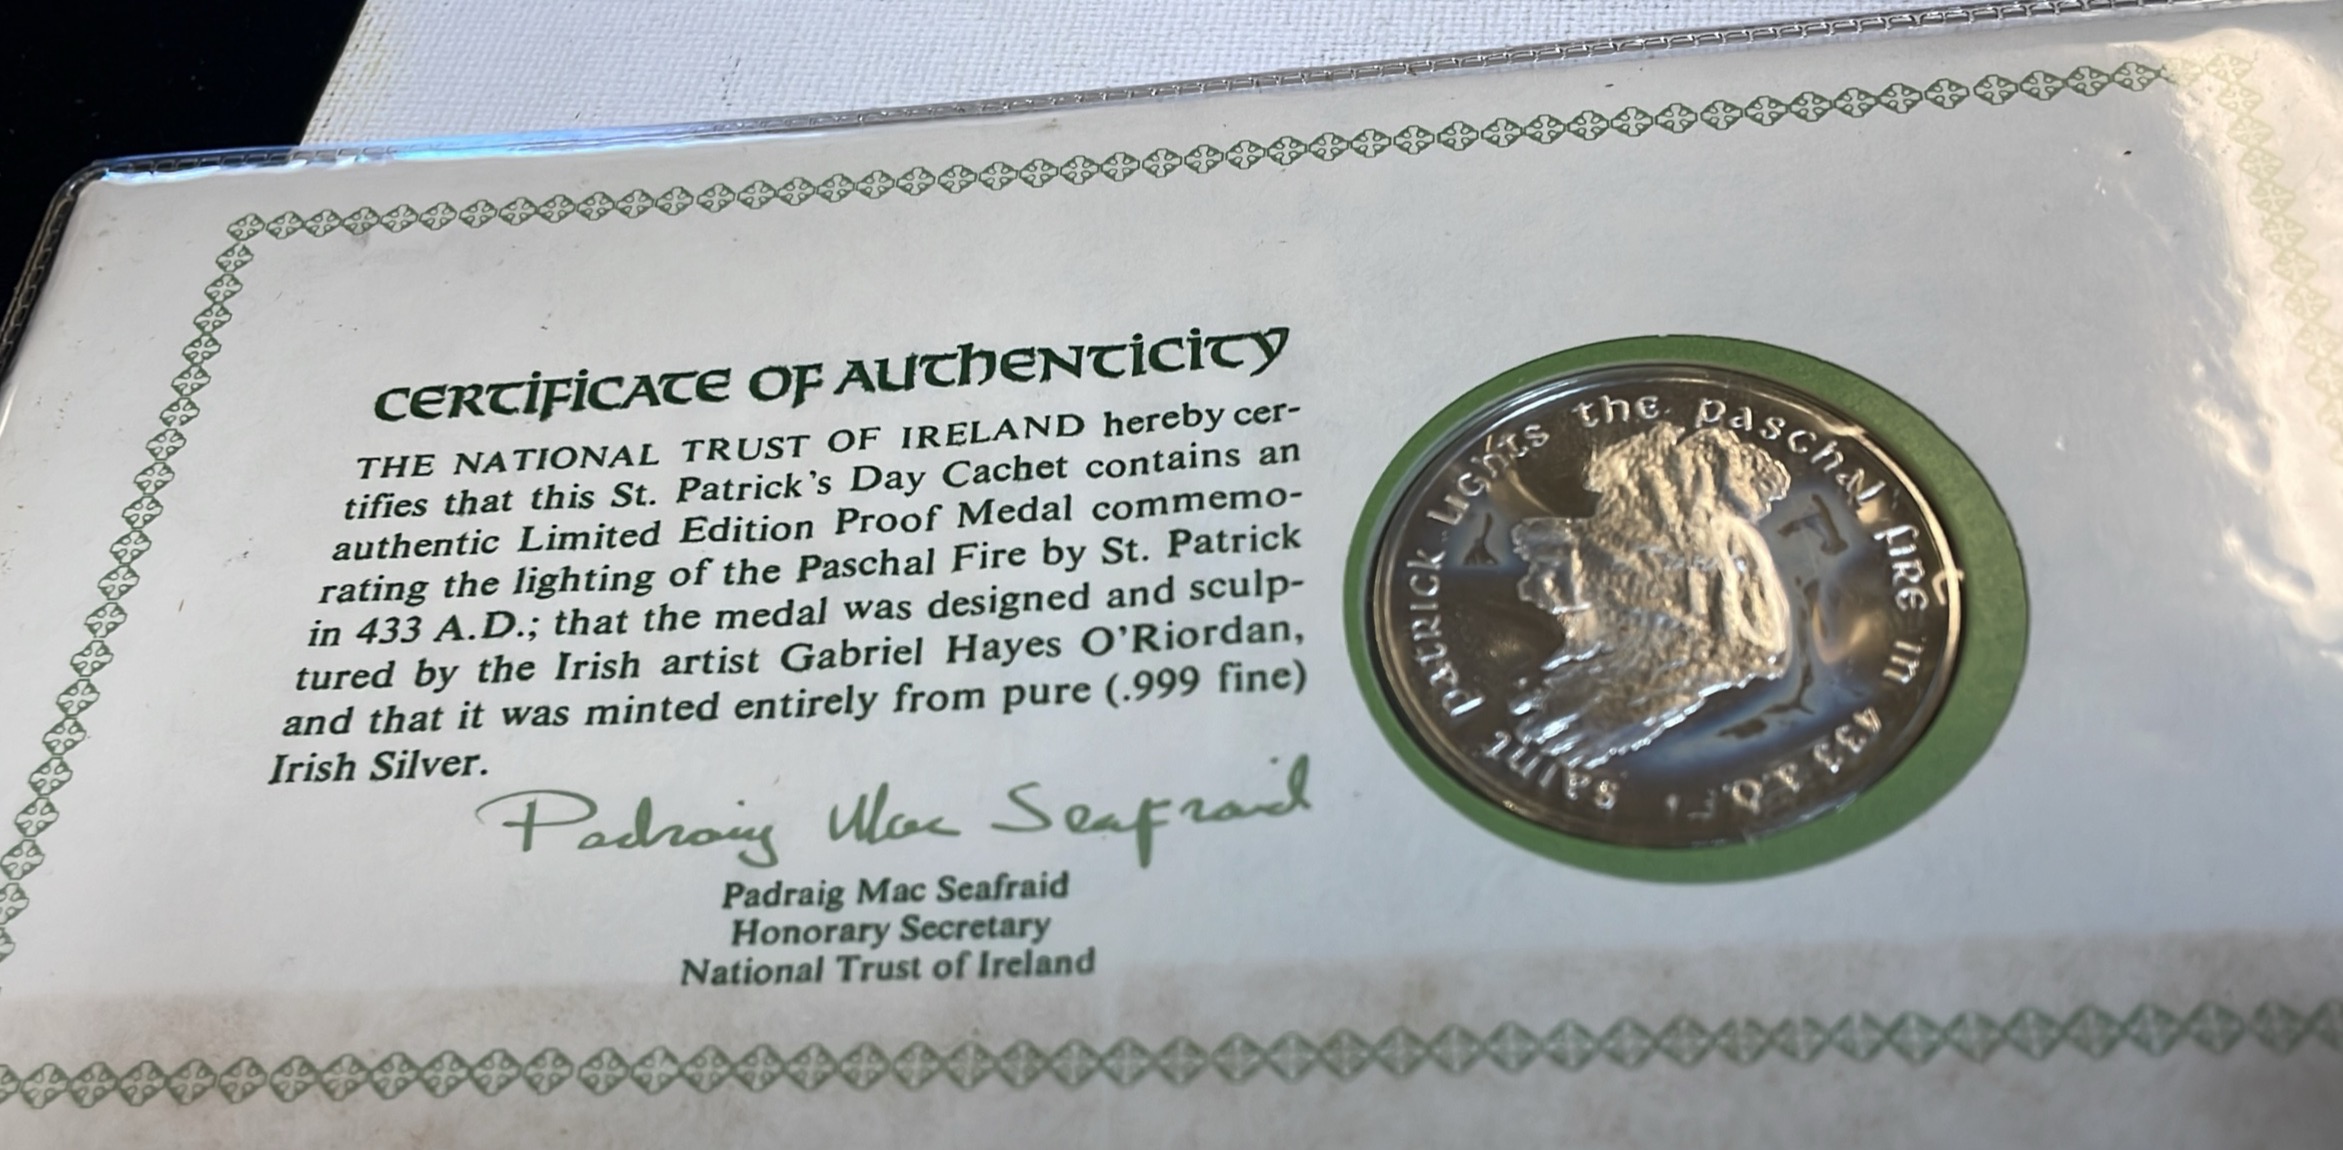 CERTIFICATE OF AUTHENTICITY
THE NATIONAL TRUST OF IRELAND hereby cer-
tifies that this St. Patrick's Day Cachet contains an
authentic Limited Edition Proof Medal commemo-
rating the lighting of the Paschal Fire by St. Patrick
in 433 A.D.; that the medal was designed and sculp-
tured by the Irish artist Gabriel Hayes O'Riordan,
and that it was minted entirely from pure (.999 fine)
Irish Silver.
Padraig Mac Seafraid
Padraig Mac Seafraid
Honorary Secretary
National Trust of Ireland
SAINT PATRICK LIGHTS the PASCHAL FIRE IN 433 A.D.